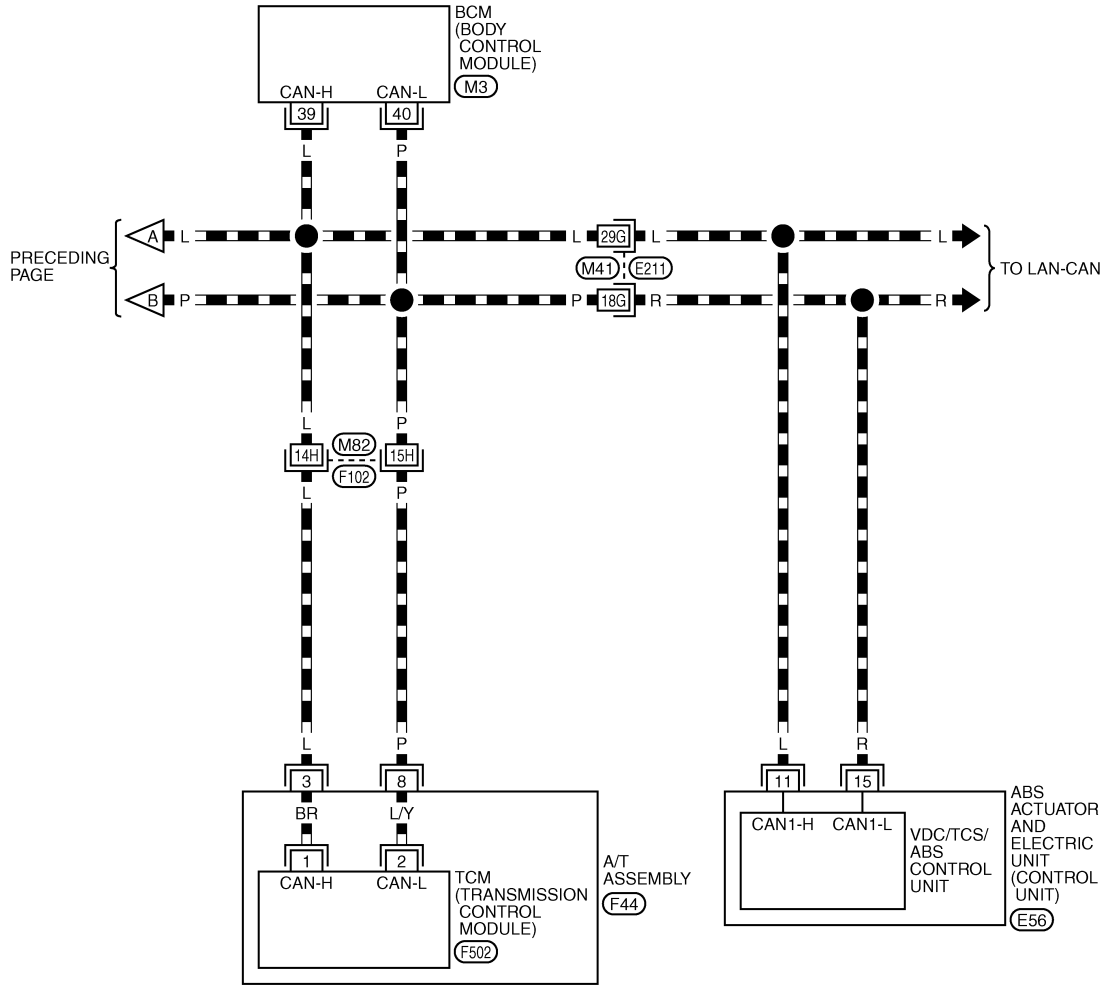 BCM
(BODY
CONTROL
MODULE)
M3
CAN-H CAN-L
39 40
L P
PRECEDING
PAGE
A L L 29G L L
M41 E211
TO LAN-CAN
B P P 18G R R
L P
14H M82 15H
F102
L P
L P L R
3 8 11 15
BR L/Y
1 2
CAN-H CAN-L
TCM
(TRANSMISSION
CONTROL
MODULE)
F502
A/T
ASSEMBLY
F44
CAN1-H CAN1-L
VDC/TCS/
ABS
CONTROL
UNIT
ABS
ACTUATOR
AND
ELECTRIC
UNIT
(CONTROL
UNIT)
E56